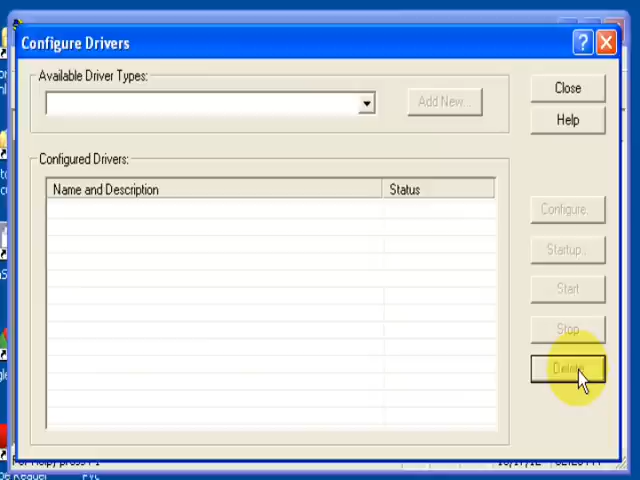 Configure Drivers
Available Driver Types:
Add New...
Close
Help
Configured Drivers:
Name and Description
Status
Configure..
Startup..
Start
Stop
Delete